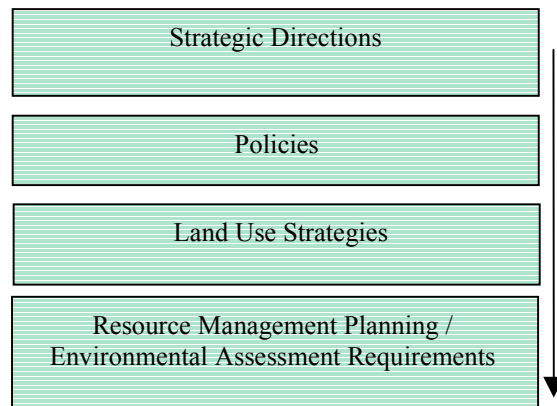 Strategic Directions
Policies
Land Use Strategies
Resource Management Planning /
Environmental Assessment Requirements